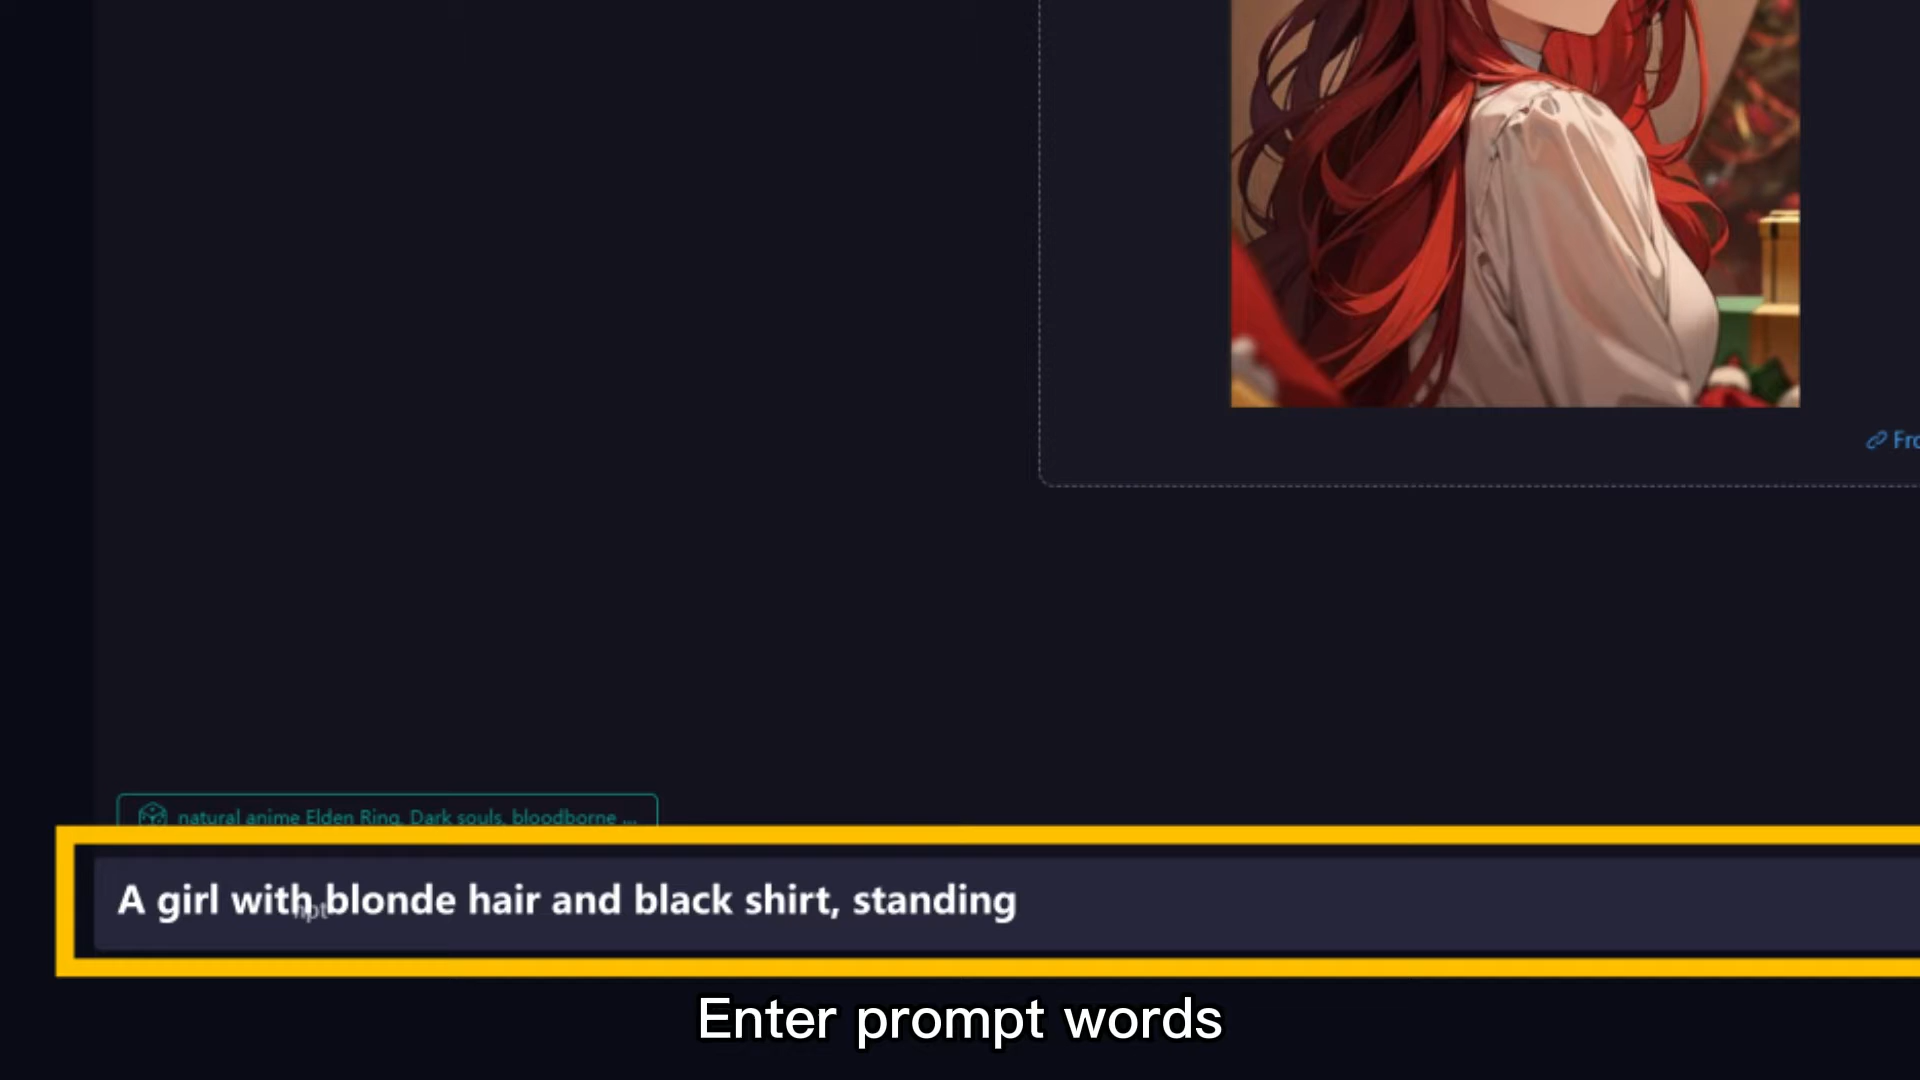 Fro
natural anime Elden Ring, Dark souls, bloodborne ...
A girl with blonde hair and black shirt, standing
Enter prompt words